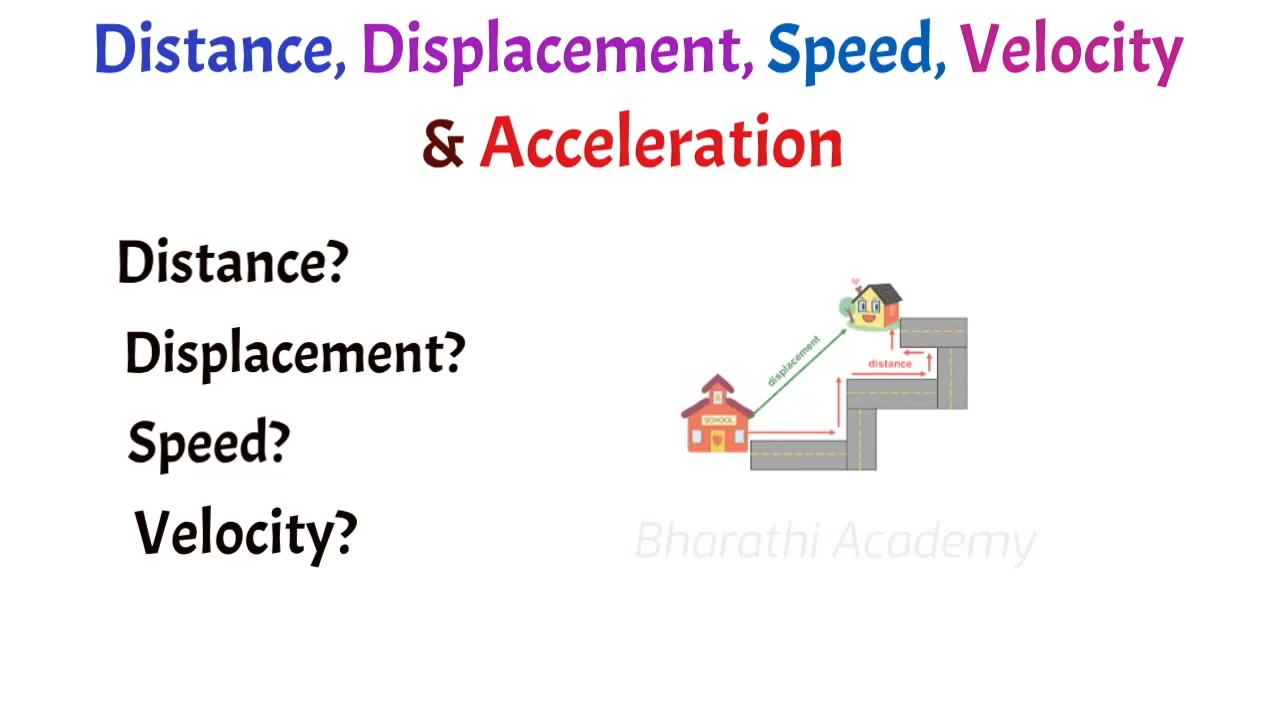 Distance, Displacement, Speed, Velocity
& Acceleration
Distance?
Displacement?
Speed?
Velocity?
displacement
distance
SCHOOL
Bharathi Academy